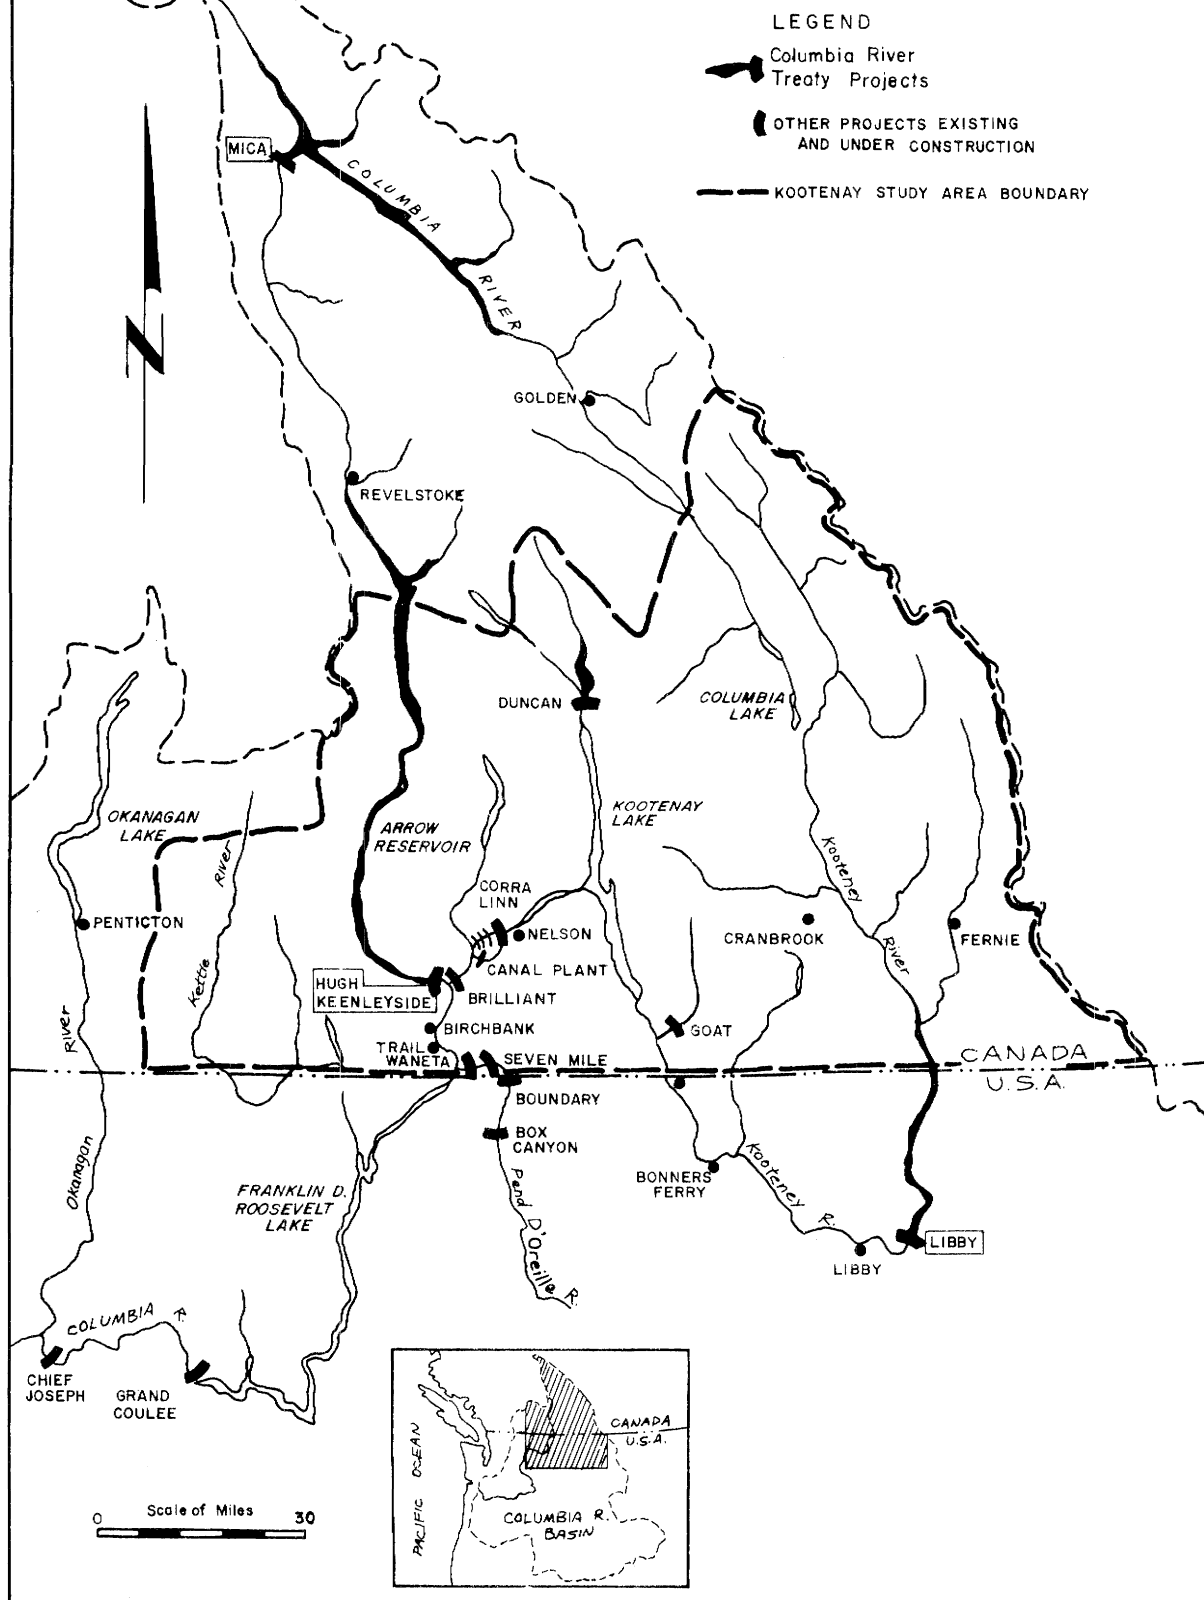 LEGEND
Columbia River
Treaty Projects
OTHER PROJECTS EXISTING
AND UNDER CONSTRUCTION
KOOTENAY STUDY AREA BOUNDARY
MICA
COLUMBIA
RIVER
N
GOLDEN
REVELSTOKE
DUNCAN
COLUMBIA
LAKE
OKANAGAN
LAKE
ARROW
RESERVOIR
KOOTENAY
LAKE
River
Kettle
Kooteney
River
CORRA
LINN
PENTICTON
NELSON
CRANBROOK
FERNIE
CANAL PLANT
HUGH
KEENLEYSIDE
BRILLIANT
River
BIRCHBANK
GOAT
TRAIL
WANETA
SEVEN MILE
CANADA
U.S.A.
BOUNDARY
BOX
CANYON
Okanagan
FRANKLIN D.
ROOSEVELT
LAKE
Pend D'Oreille R.
BONNERS
FERRY
Kooteney R.
LIBBY
LIBBY
COLUMBIA R.
CHIEF
JOSEPH
GRAND
COULEE
Scale of Miles
0 30
PACIFIC OCEAN
CANADA
U.S.A.
COLUMBIA R.
BASIN